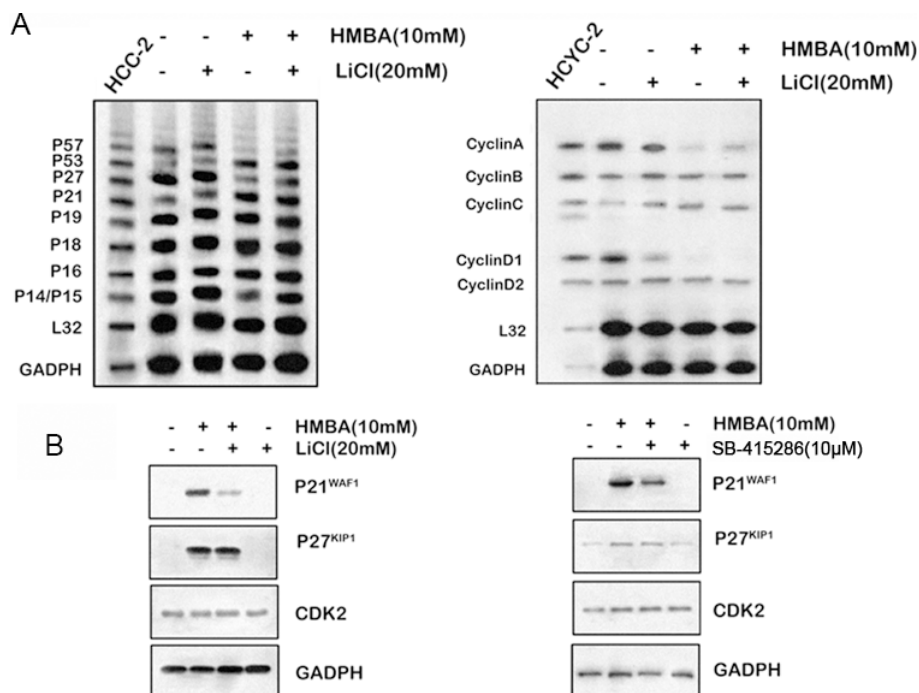 A
HCC-2 - - + + HMBA(10mM)
- + - + LiCl(20mM)
P57
P53
P27
P21
P19
P18
P16
P14/P15
L32
GADPH
HCYC-2 - - + + HMBA(10mM)
- + - + LiCl(20mM)
CyclinA
CyclinB
CyclinC
CyclinD1
CyclinD2
L32
GADPH
B
- + + - HMBA(10mM)
- - + + LiCl(20mM)
P21WAF1
P27KIP1
CDK2
GADPH
- + + - HMBA(10mM)
- - + + SB-415286(10µM)
P21WAF1
P27KIP1
CDK2
GADPH